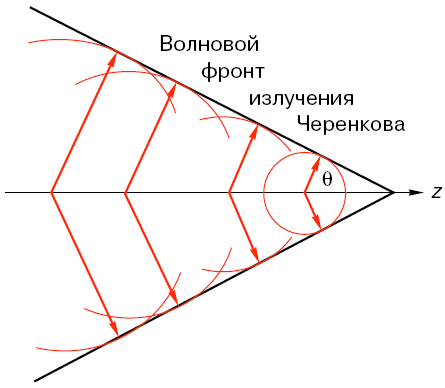 Волновой
фронт
излучения
Черенкова
θ
z